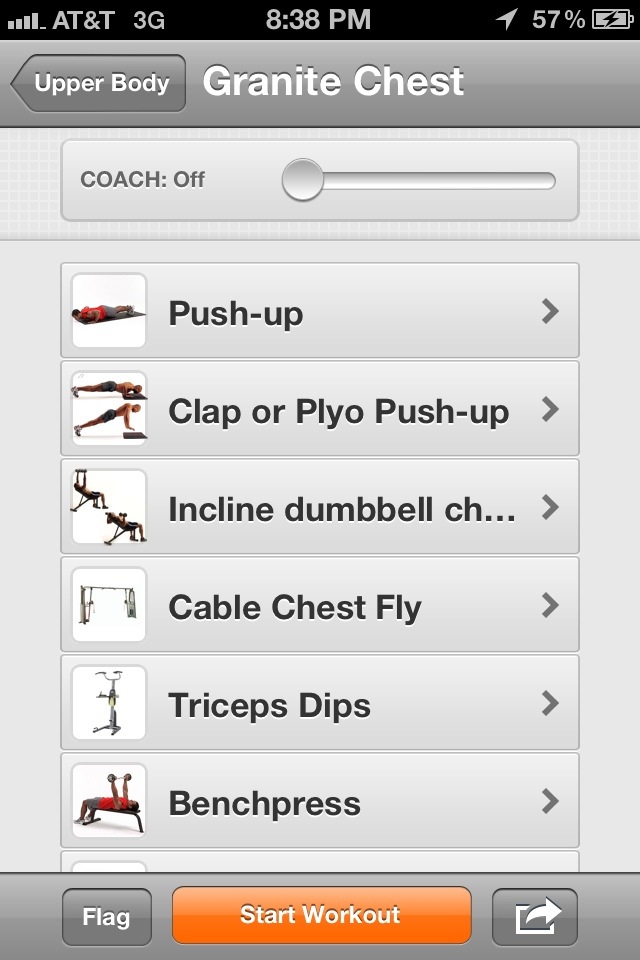 AT&T 3G 8:38 PM 57%
Upper Body Granite Chest
COACH: Off
Push-up
Clap or Plyo Push-up
Incline dumbbell ch...
Cable Chest Fly
Triceps Dips
Benchpress
Flag Start Workout